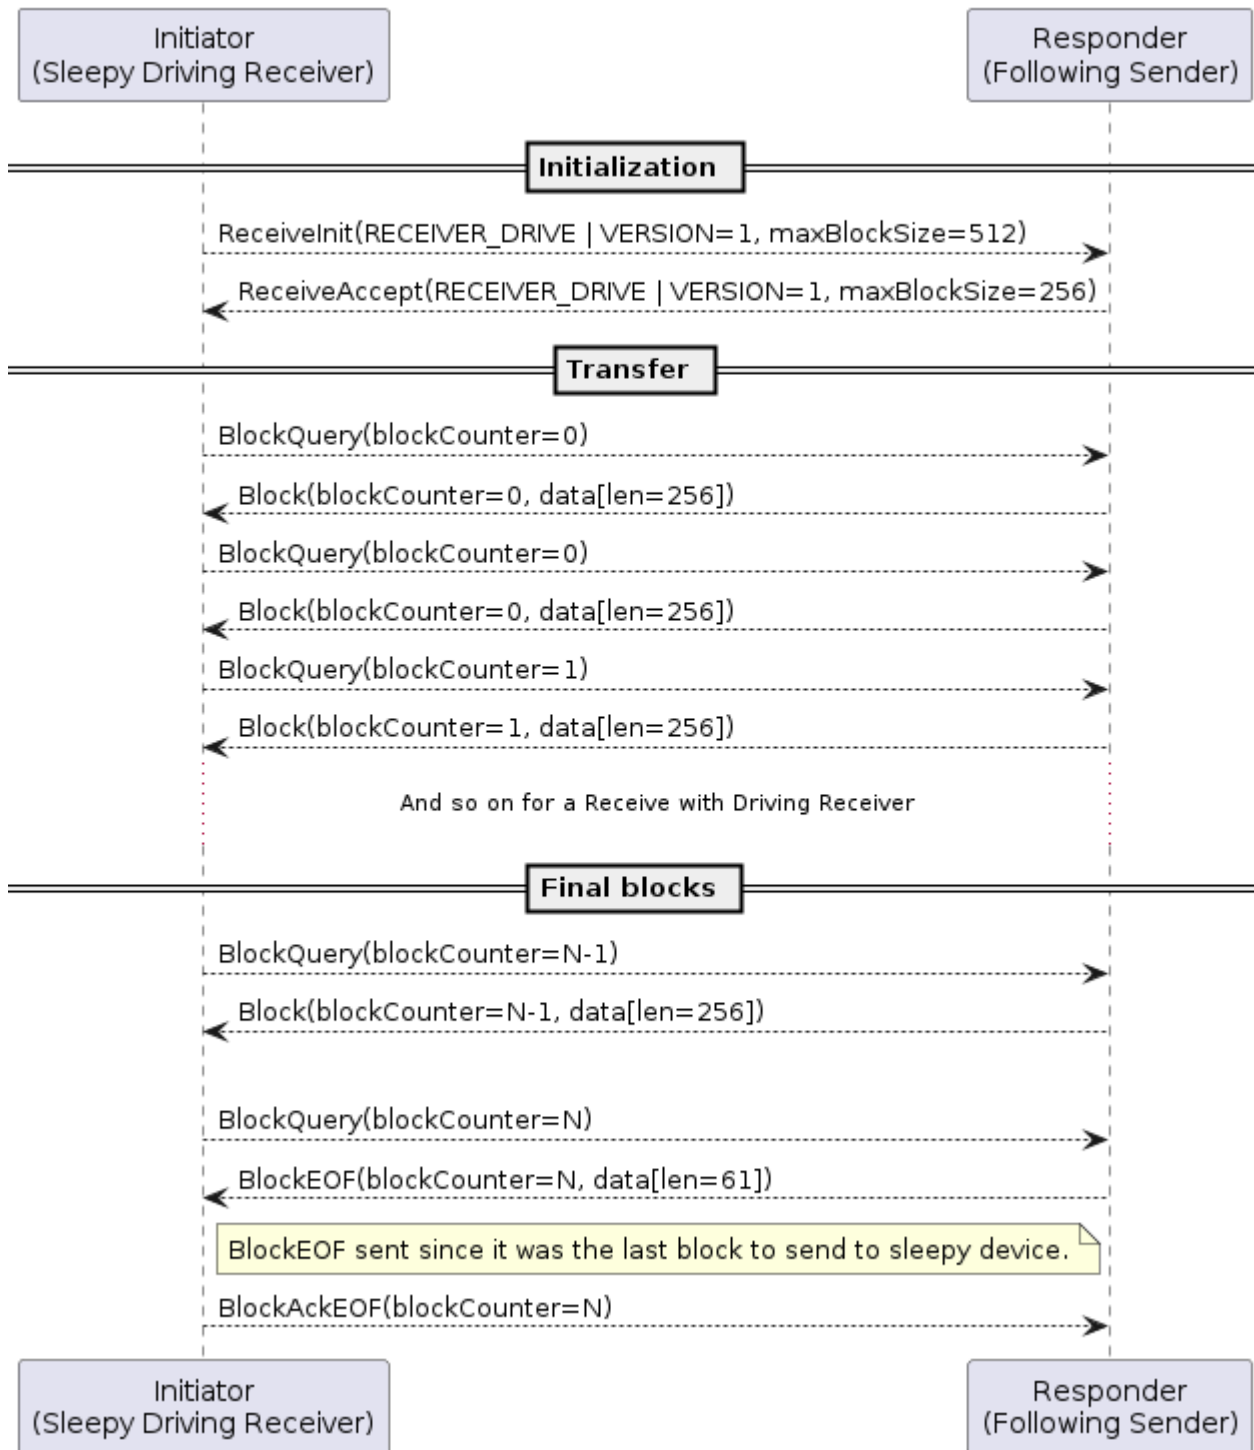 Initiator
(Sleepy Driving Receiver)
Responder
(Following Sender)
Initialization
ReceiveInit(RECEIVER_DRIVE | VERSION=1, maxBlockSize=512)
ReceiveAccept(RECEIVER_DRIVE | VERSION=1, maxBlockSize=256)
Transfer
BlockQuery(blockCounter=0)
Block(blockCounter=0, data[len=256])
BlockQuery(blockCounter=0)
Block(blockCounter=0, data[len=256])
BlockQuery(blockCounter=1)
Block(blockCounter=1, data[len=256])
And so on for a Receive with Driving Receiver
Final blocks
BlockQuery(blockCounter=N-1)
Block(blockCounter=N-1, data[len=256])
BlockQuery(blockCounter=N)
BlockEOF(blockCounter=N, data[len=61])
BlockEOF sent since it was the last block to send to sleepy device.
BlockAckEOF(blockCounter=N)
Initiator
(Sleepy Driving Receiver)
Responder
(Following Sender)